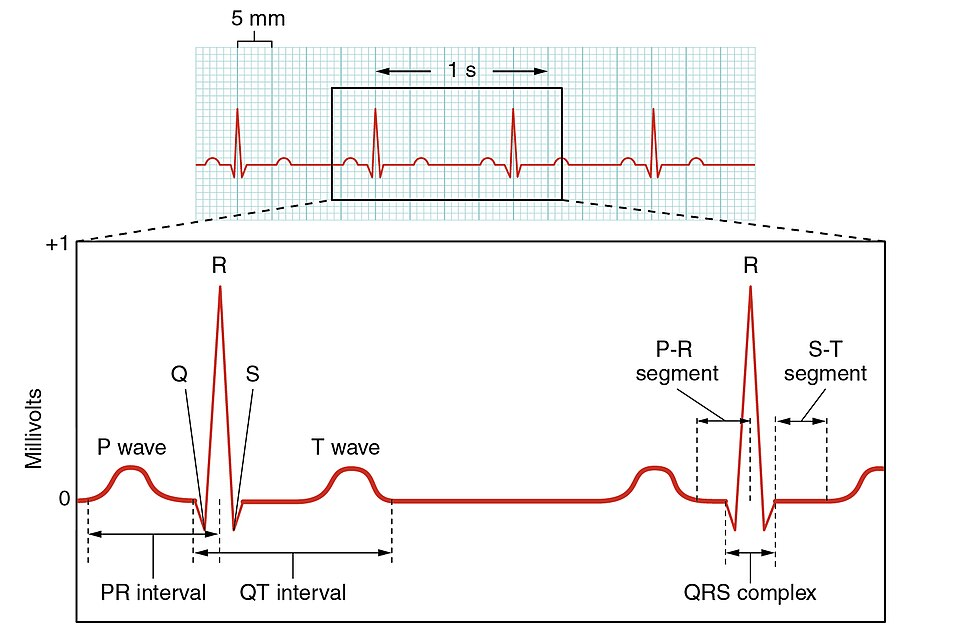 5 mm
1 s
+1
R
R
P-R
segment
S-T
segment
Q
S
Millivolts
P wave
T wave
0
PR interval
QT interval
QRS complex